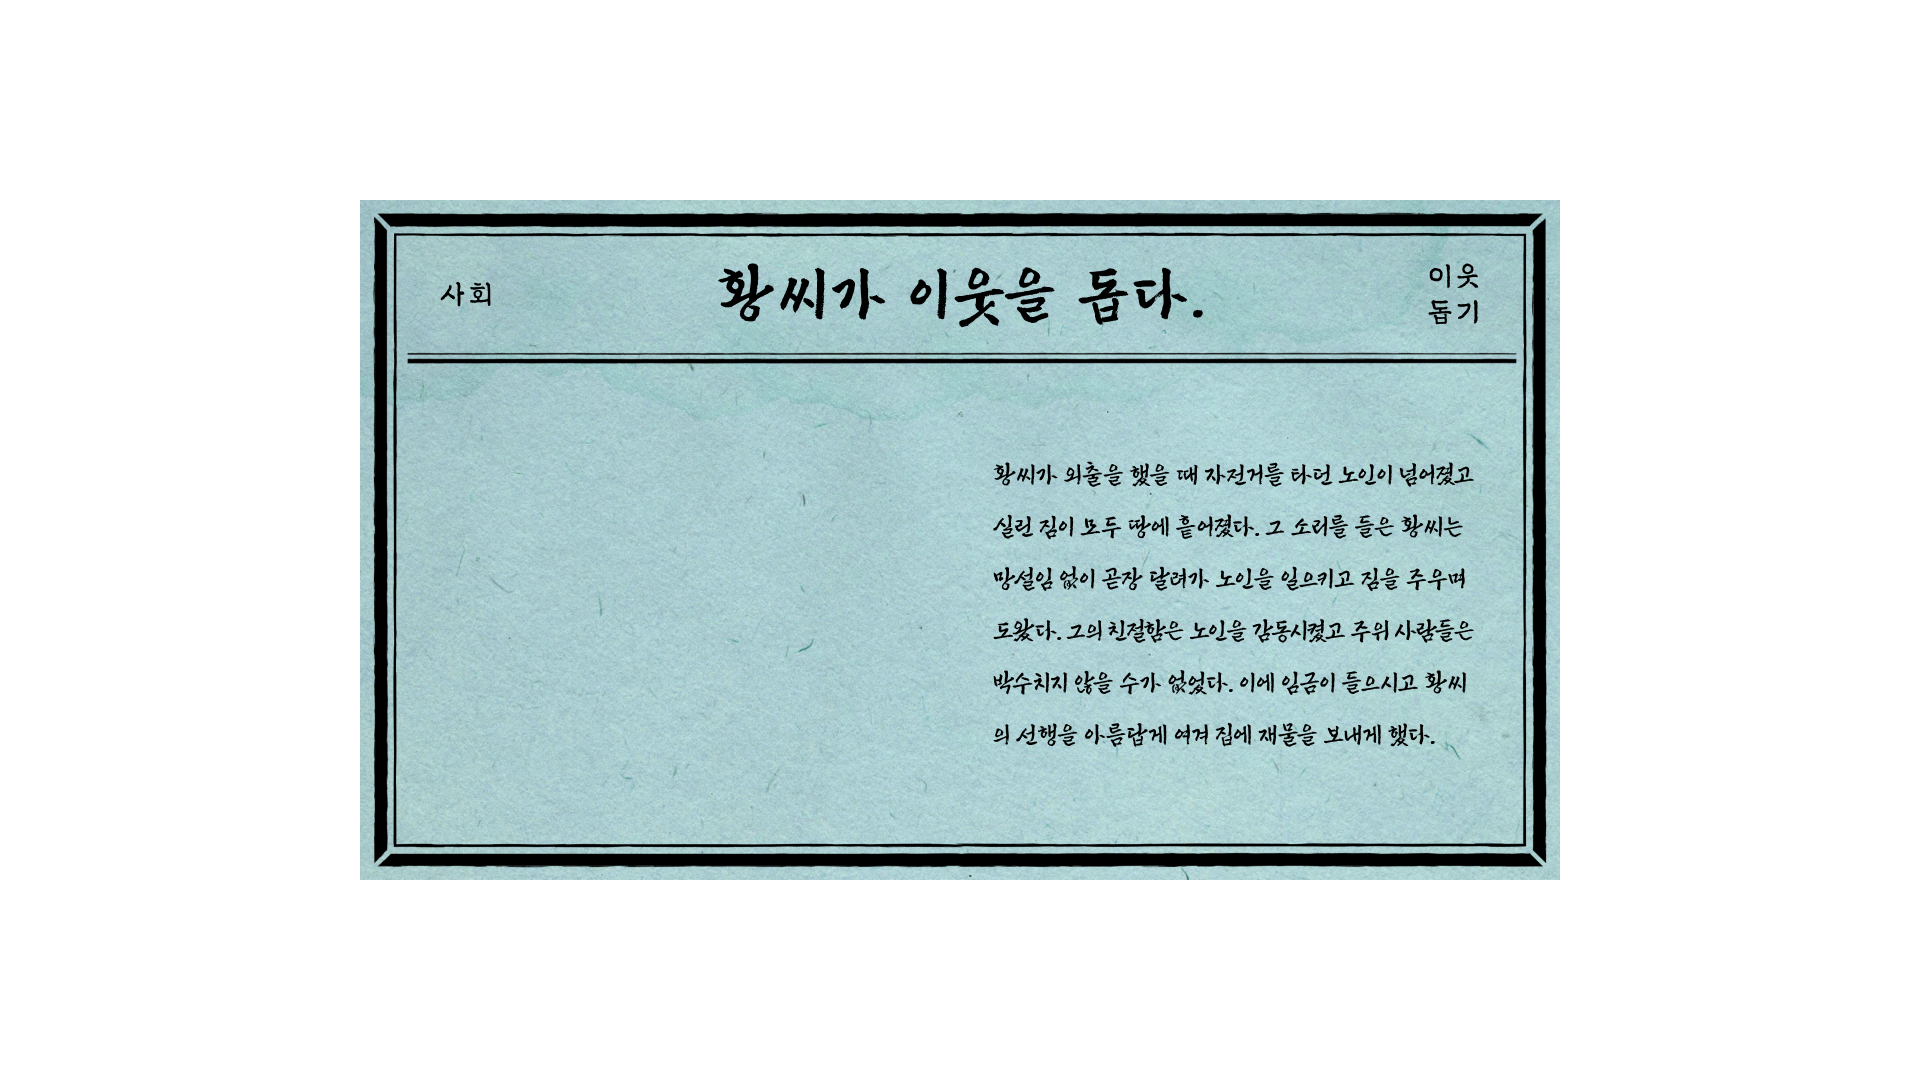 사회
황씨가 이웃을 돕다.
이웃
돕기
황씨가 외출을 했을 때 자전거를 타던 노인이 넘어졌고
실린 짐이 모두 땅에 흩어졌다. 그 소리를 들은 황씨는
망설임 없이 곧장 달려가 노인을 일으키고 짐을 주우며
도왔다. 그의 친절함은 노인을 감동시켰고 주위 사람들은
박수치지 않을 수가 없었다. 이에 임금이 들으시고 황씨
의 선행을 아름답게 여겨 집에 재물을 보내게 했다.